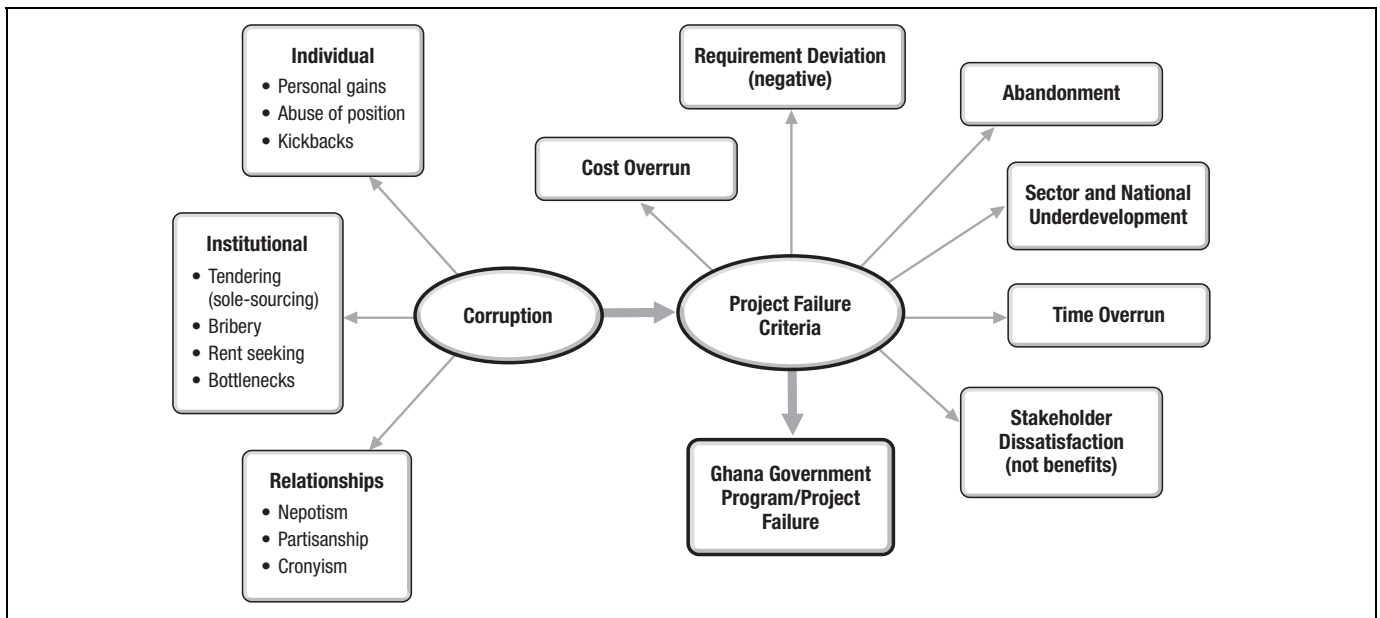 Individual
• Personal gains
• Abuse of position
• Kickbacks
Institutional
• Tendering
(sole-sourcing)
• Bribery
• Rent seeking
• Bottlenecks
Relationships
• Nepotism
• Partisanship
• Cronyism
Corruption
Cost Overrun
Requirement Deviation
(negative)
Abandonment
Sector and National
Underdevelopment
Project Failure
Criteria
Time Overrun
Stakeholder
Dissatisfaction
(not benefits)
Ghana Government
Program/Project
Failure